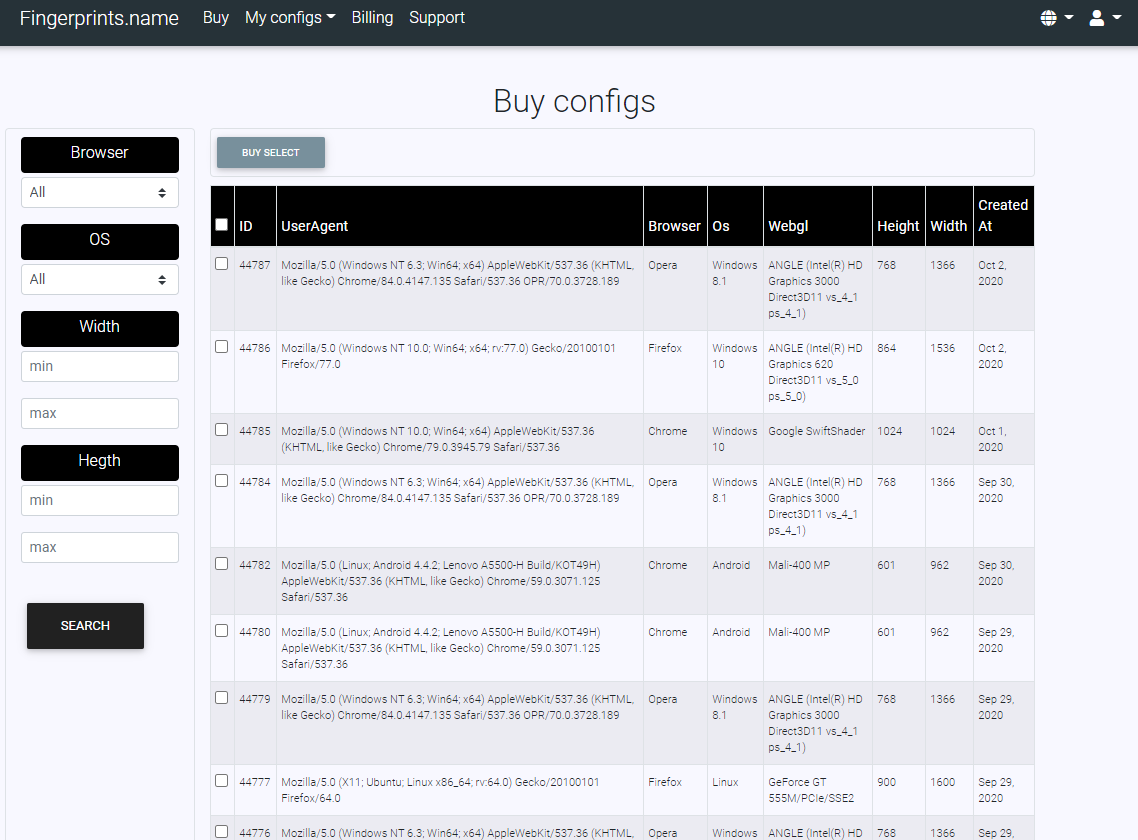 Fingerprints.name Buy My configs Billing Support
Buy configs
Browser
All
OS
All
Width
min
max
Hegth
min
max
SEARCH
BUY SELECT
ID UserAgent Browser Os Webgl Height Width Created At
44787 Mozilla/5.0 (Windows NT 6.3; Win64; x64) AppleWebKit/537.36 (KHTML, like Gecko) Chrome/84.0.4147.135 Safari/537.36 OPR/70.0.3728.189 Opera Windows 8.1 ANGLE (Intel(R) HD Graphics 3000 Direct3D11 vs_4_1 ps_4_1) 768 1366 Oct 2, 2020
44786 Mozilla/5.0 (Windows NT 10.0; Win64; x64; rv:77.0) Gecko/20100101 Firefox/77.0 Firefox Windows 10 ANGLE (Intel(R) HD Graphics 620 Direct3D11 vs_5_0 ps_5_0) 864 1536 Oct 2, 2020
44785 Mozilla/5.0 (Windows NT 10.0; Win64; x64) AppleWebKit/537.36 (KHTML, like Gecko) Chrome/79.0.3945.79 Safari/537.36 Chrome Windows 10 Google SwiftShader 1024 1024 Oct 1, 2020
44784 Mozilla/5.0 (Windows NT 6.3; Win64; x64) AppleWebKit/537.36 (KHTML, like Gecko) Chrome/84.0.4147.135 Safari/537.36 OPR/70.0.3728.189 Opera Windows 8.1 ANGLE (Intel(R) HD Graphics 3000 Direct3D11 vs_4_1 ps_4_1) 768 1366 Sep 30, 2020
44782 Mozilla/5.0 (Linux; Android 4.4.2; Lenovo A5500-H Build/KOT49H) AppleWebKit/537.36 (KHTML, like Gecko) Chrome/59.0.3071.125 Safari/537.36 Chrome Android Mali-400 MP 601 962 Sep 30, 2020
44780 Mozilla/5.0 (Linux; Android 4.4.2; Lenovo A5500-H Build/KOT49H) AppleWebKit/537.36 (KHTML, like Gecko) Chrome/59.0.3071.125 Safari/537.36 Chrome Android Mali-400 MP 601 962 Sep 29, 2020
44779 Mozilla/5.0 (Windows NT 6.3; Win64; x64) AppleWebKit/537.36 (KHTML, like Gecko) Chrome/84.0.4147.135 Safari/537.36 OPR/70.0.3728.189 Opera Windows 8.1 ANGLE (Intel(R) HD Graphics 3000 Direct3D11 vs_4_1 ps_4_1) 768 1366 Sep 29, 2020
44777 Mozilla/5.0 (X11; Ubuntu; Linux x86_64; rv:64.0) Gecko/20100101 Firefox/64.0 Firefox Linux GeForce GT 555M/PCIe/SSE2 900 1600 Sep 29, 2020
44776 Mozilla/5.0 (Windows NT 6.3; Win64; x64) AppleWebKit/537.36 (KHTML, Opera Windows ANGLE (Intel(R) HD 768 1366 Sep 29,